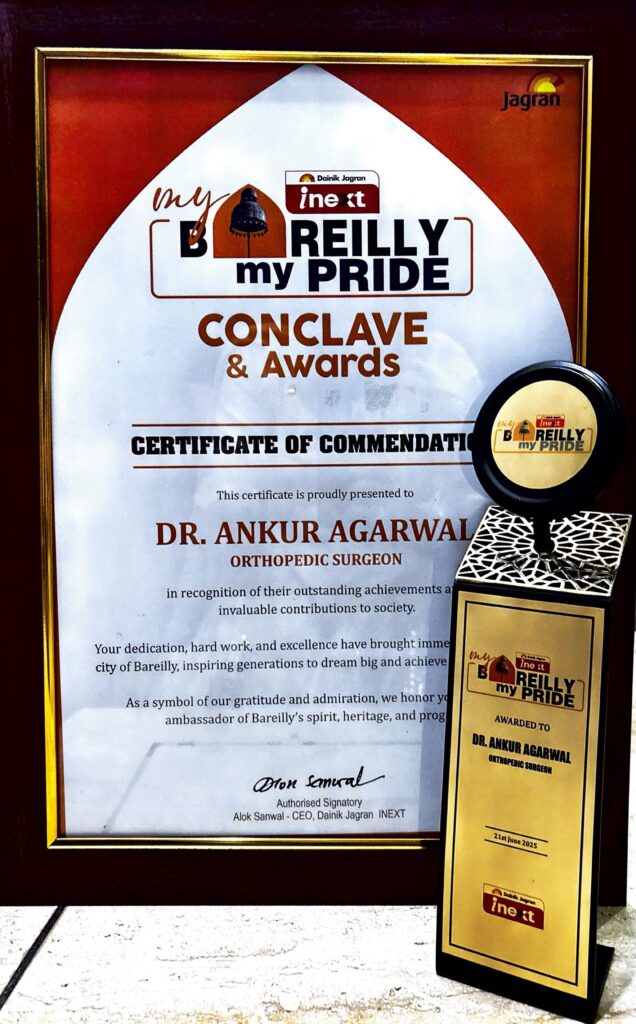 Jagran
Dainik Jagran
inext
my
BAREILLY
my PRIDE
CONCLAVE
& Awards
CERTIFICATE OF COMMENDATIO
This certificate is proudly presented to
DR. ANKUR AGARWAL
ORTHOPEDIC SURGEON
in recognition of their outstanding achievements a
invaluable contributions to society.
Your dedication, hard work, and excellence have brought imme
city of Bareilly, inspiring generations to dream big and achieve
As a symbol of our gratitude and admiration, we honor yo
ambassador of Bareilly's spirit, heritage, and prog
Alok Sanwal
Authorised Signatory
Alok Sanwal - CEO, Dainik Jagran INEXT
Dainik Jagran
inext
my
BAREILLY
my PRIDE
Dainik Jagran
inext
my
BAREILLY
my PRIDE
AWARDED TO
DR. ANKUR AGARWAL
ORTHOPEDIC SURGEON
21st June 2025
Dainik Jagran
inext